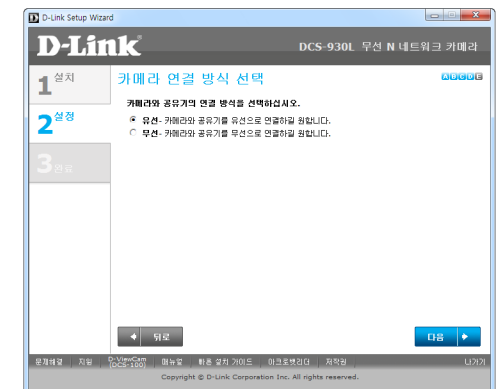 D-Link Setup Wizard
D-Link
DCS-930L 무선 N 네트워크 카메라
1 설치
카메라 연결 방식 선택
A B C D E
카메라와 공유기의 연결 방식을 선택하십시오.
2 설정
유선- 카메라와 공유기를 유선으로 연결하길 원합니다.
무선- 카메라와 공유기를 무선으로 연결하길 원합니다.
3 완료
뒤로
다음
문제해결 지원 D-ViewCam (DCS-100) 매뉴얼 빠른 설치 가이드 아크로뱃리더 저작권 나가기
Copyright © D-Link Corporation Inc. All rights reserved.